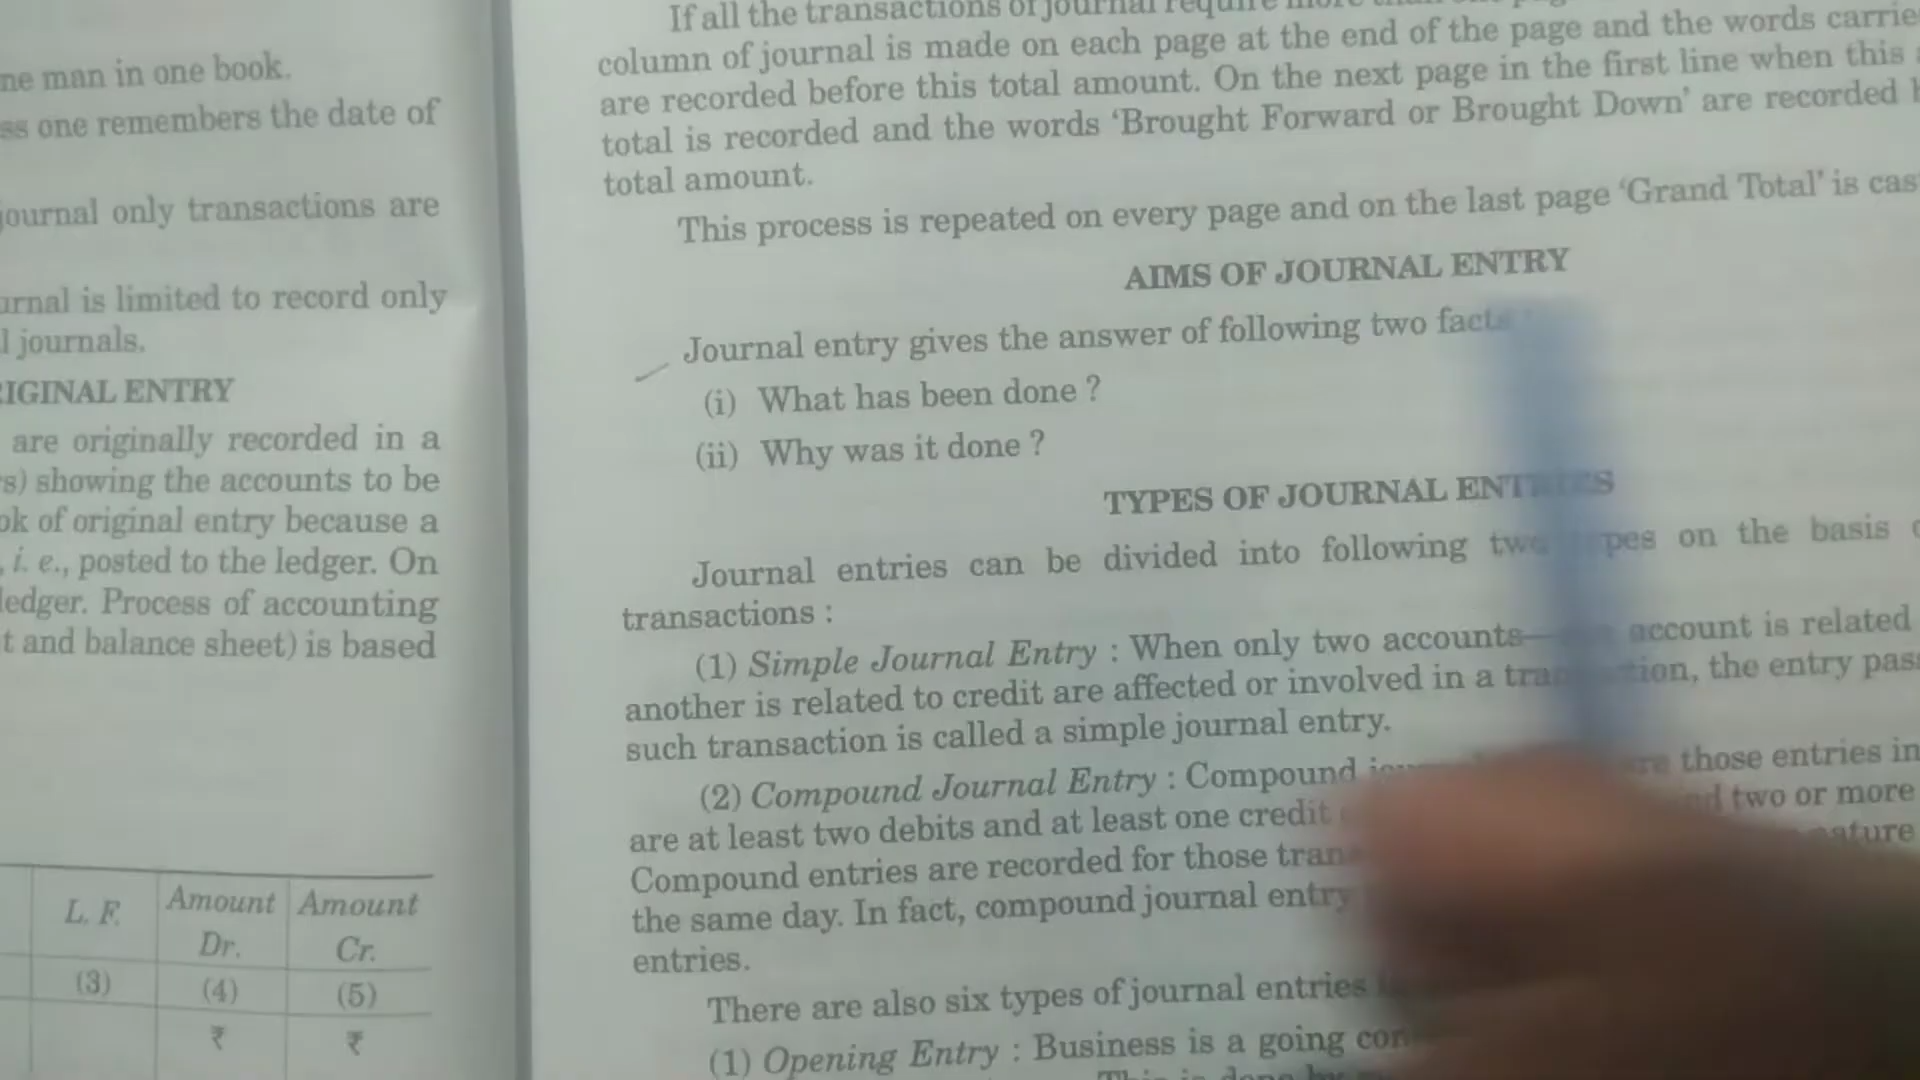 ne man in one book.
ss one remembers the date of
journal only transactions are
urnal is limited to record only
l journals.
RIGINAL ENTRY
are originally recorded in a
s) showing the accounts to be
ok of original entry because a
, i. e., posted to the ledger. On
ledger. Process of accounting
t and balance sheet) is based
L. F. Amount Amount
Dr. Cr.
(3) (4) (5)
₹ ₹
If all the transactions of journal require more
column of journal is made on each page at the end of the page and the words carrie
are recorded before this total amount. On the next page in the first line when this
total is recorded and the words ‘Brought Forward or Brought Down’ are recorded
total amount.
This process is repeated on every page and on the last page ‘Grand Total’ is cas
AIMS OF JOURNAL ENTRY
Journal entry gives the answer of following two facts
(i) What has been done ?
(ii) Why was it done ?
TYPES OF JOURNAL ENTRIES
Journal entries can be divided into following two types on the basis
transactions :
(1) Simple Journal Entry : When only two accounts— account is related
another is related to credit are affected or involved in a transaction, the entry pass
such transaction is called a simple journal entry.
(2) Compound Journal Entry : Compound those entries in
are at least two debits and at least one credit two or more
Compound entries are recorded for those nature
the same day. In fact, compound journal entry
entries.
There are also six types of journal entries
(1) Opening Entry : Business is a going con